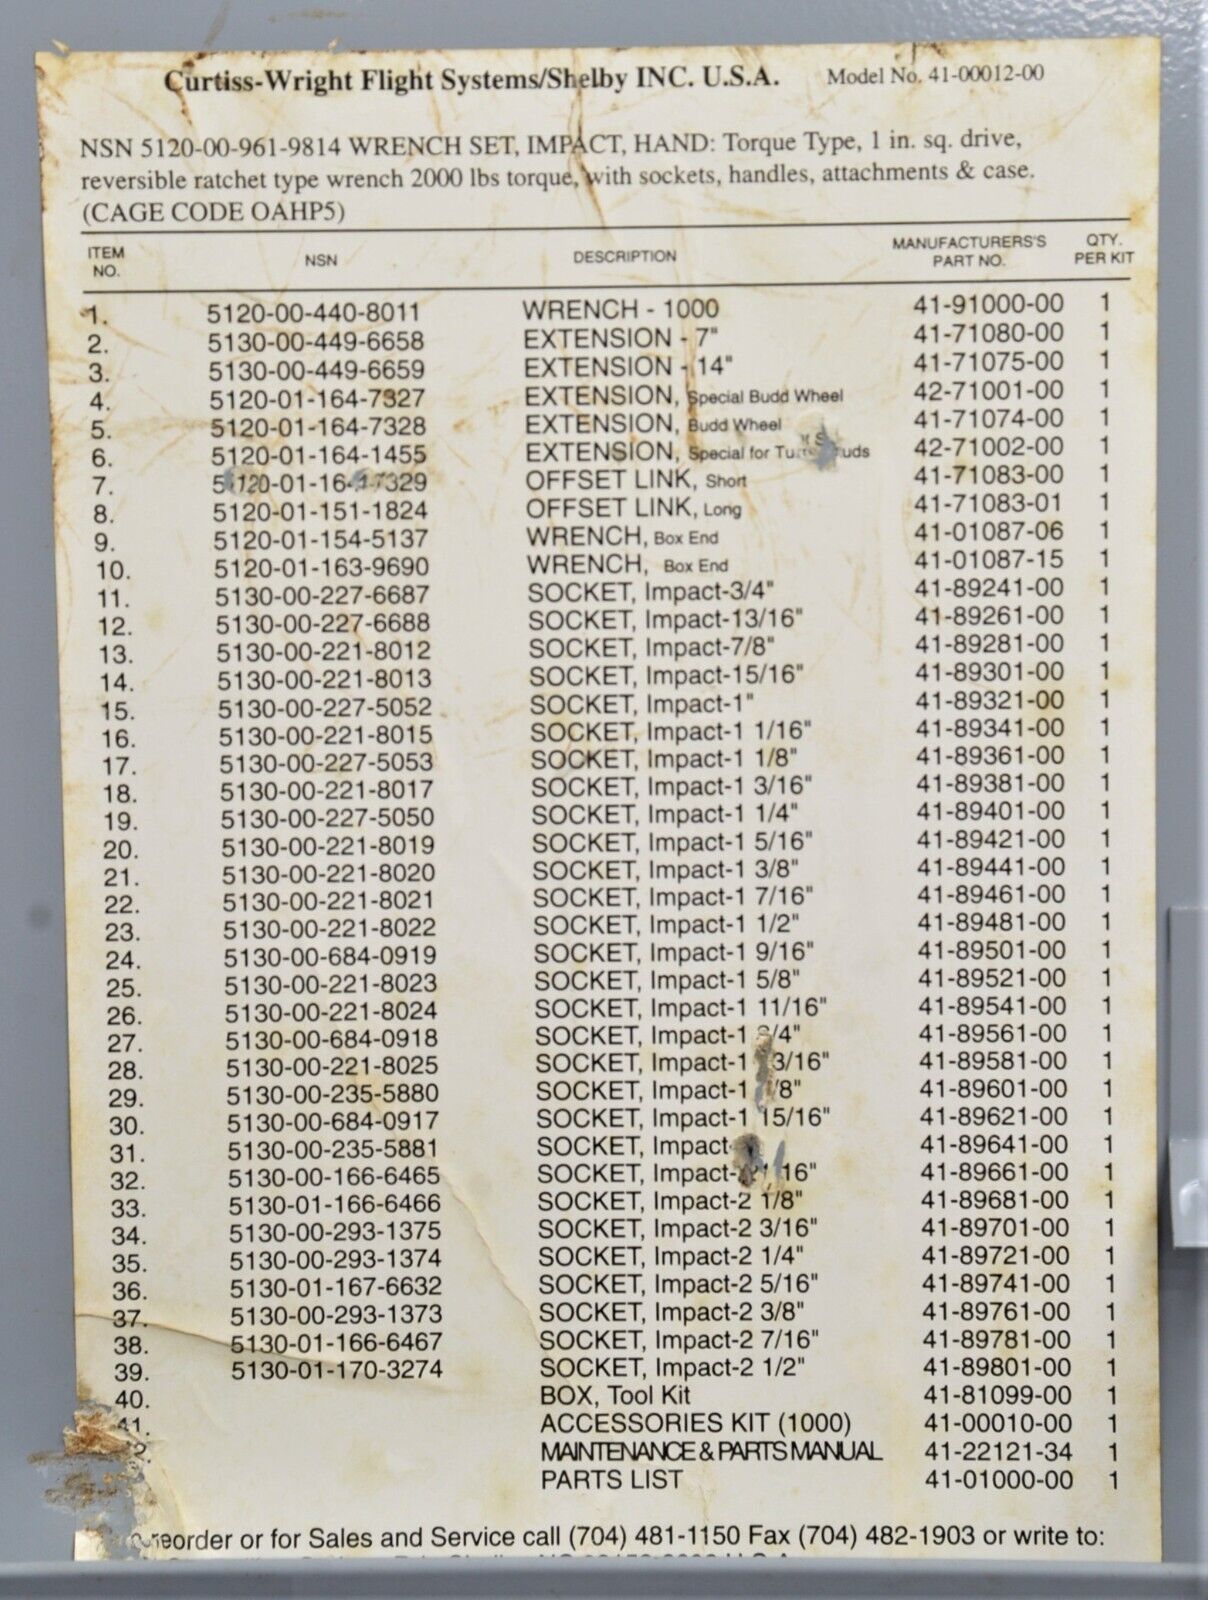 Curtiss-Wright Flight Systems/Shelby INC. U.S.A. Model No. 41-00012-00
NSN 5120-00-961-9814 WRENCH SET, IMPACT, HAND: Torque Type, 1 in. sq. drive,
reversible ratchet type wrench 2000 lbs torque, with sockets, handles, attachments & case.
(CAGE CODE OAHP5)
ITEM NO. NSN DESCRIPTION MANUFACTURERS'S PART NO. QTY. PER KIT
1. 5120-00-440-8011 WRENCH - 1000 41-91000-00 1
2. 5130-00-449-6658 EXTENSION - 7" 41-71080-00 1
3. 5130-00-449-6659 EXTENSION - 14" 41-71075-00 1
4. 5120-01-164-7327 EXTENSION, Special Budd Wheel 42-71001-00 1
5. 5120-01-164-7328 EXTENSION, Budd Wheel 41-71074-00 1
6. 5120-01-164-1455 EXTENSION, Special for 42-71002-00 1
7. 5120-01-164-7329 OFFSET LINK, Short 41-71083-00 1
8. 5120-01-151-1824 OFFSET LINK, Long 41-71083-01 1
9. 5120-01-154-5137 WRENCH, Box End 41-01087-06 1
10. 5120-01-163-9690 WRENCH, Box End 41-01087-15 1
11. 5130-00-227-6687 SOCKET, Impact-3/4" 41-89241-00 1
12. 5130-00-227-6688 SOCKET, Impact-13/16" 41-89261-00 1
13. 5130-00-221-8012 SOCKET, Impact-7/8" 41-89281-00 1
14. 5130-00-221-8013 SOCKET, Impact-15/16" 41-89301-00 1
15. 5130-00-227-5052 SOCKET, Impact-1" 41-89321-00 1
16. 5130-00-221-8015 SOCKET, Impact-1 1/16" 41-89341-00 1
17. 5130-00-227-5053 SOCKET, Impact-1 1/8" 41-89361-00 1
18. 5130-00-221-8017 SOCKET, Impact-1 3/16" 41-89381-00 1
19. 5130-00-227-5050 SOCKET, Impact-1 1/4" 41-89401-00 1
20. 5130-00-221-8019 SOCKET, Impact-1 5/16" 41-89421-00 1
21. 5130-00-221-8020 SOCKET, Impact-1 3/8" 41-89441-00 1
22. 5130-00-221-8021 SOCKET, Impact-1 7/16" 41-89461-00 1
23. 5130-00-221-8022 SOCKET, Impact-1 1/2" 41-89481-00 1
24. 5130-00-684-0919 SOCKET, Impact-1 9/16" 41-89501-00 1
25. 5130-00-221-8023 SOCKET, Impact-1 5/8" 41-89521-00 1
26. 5130-00-221-8024 SOCKET, Impact-1 11/16" 41-89541-00 1
27. 5130-00-684-0918 SOCKET, Impact-1 3/4" 41-89561-00 1
28. 5130-00-221-8025 SOCKET, Impact-1 41-89581-00 1
29. 5130-00-235-5880 SOCKET, Impact-1 41-89601-00 1
30. 5130-00-684-0917 SOCKET, Impact-1 15/16" 41-89621-00 1
31. 5130-00-235-5881 SOCKET, Impact- 41-89641-00 1
32. 5130-00-166-6465 SOCKET, Impact- 41-89661-00 1
33. 5130-01-166-6466 SOCKET, Impact-2 1/8" 41-89681-00 1
34. 5130-00-293-1375 SOCKET, Impact-2 3/16" 41-89701-00 1
35. 5130-00-293-1374 SOCKET, Impact-2 1/4" 41-89721-00 1
36. 5130-01-167-6632 SOCKET, Impact-2 5/16" 41-89741-00 1
37. 5130-00-293-1373 SOCKET, Impact-2 3/8" 41-89761-00 1
38. 5130-01-166-6467 SOCKET, Impact-2 7/16" 41-89781-00 1
39. 5130-01-170-3274 SOCKET, Impact-2 1/2" 41-89801-00 1
40. BOX, Tool Kit 41-81099-00 1
41. ACCESSORIES KIT (1000) 41-00010-00 1
MAINTENANCE & PARTS MANUAL 41-22121-34 1
PARTS LIST 41-01000-00 1
reorder or for Sales and Service call (704) 481-1150 Fax (704) 482-1903 or write to: